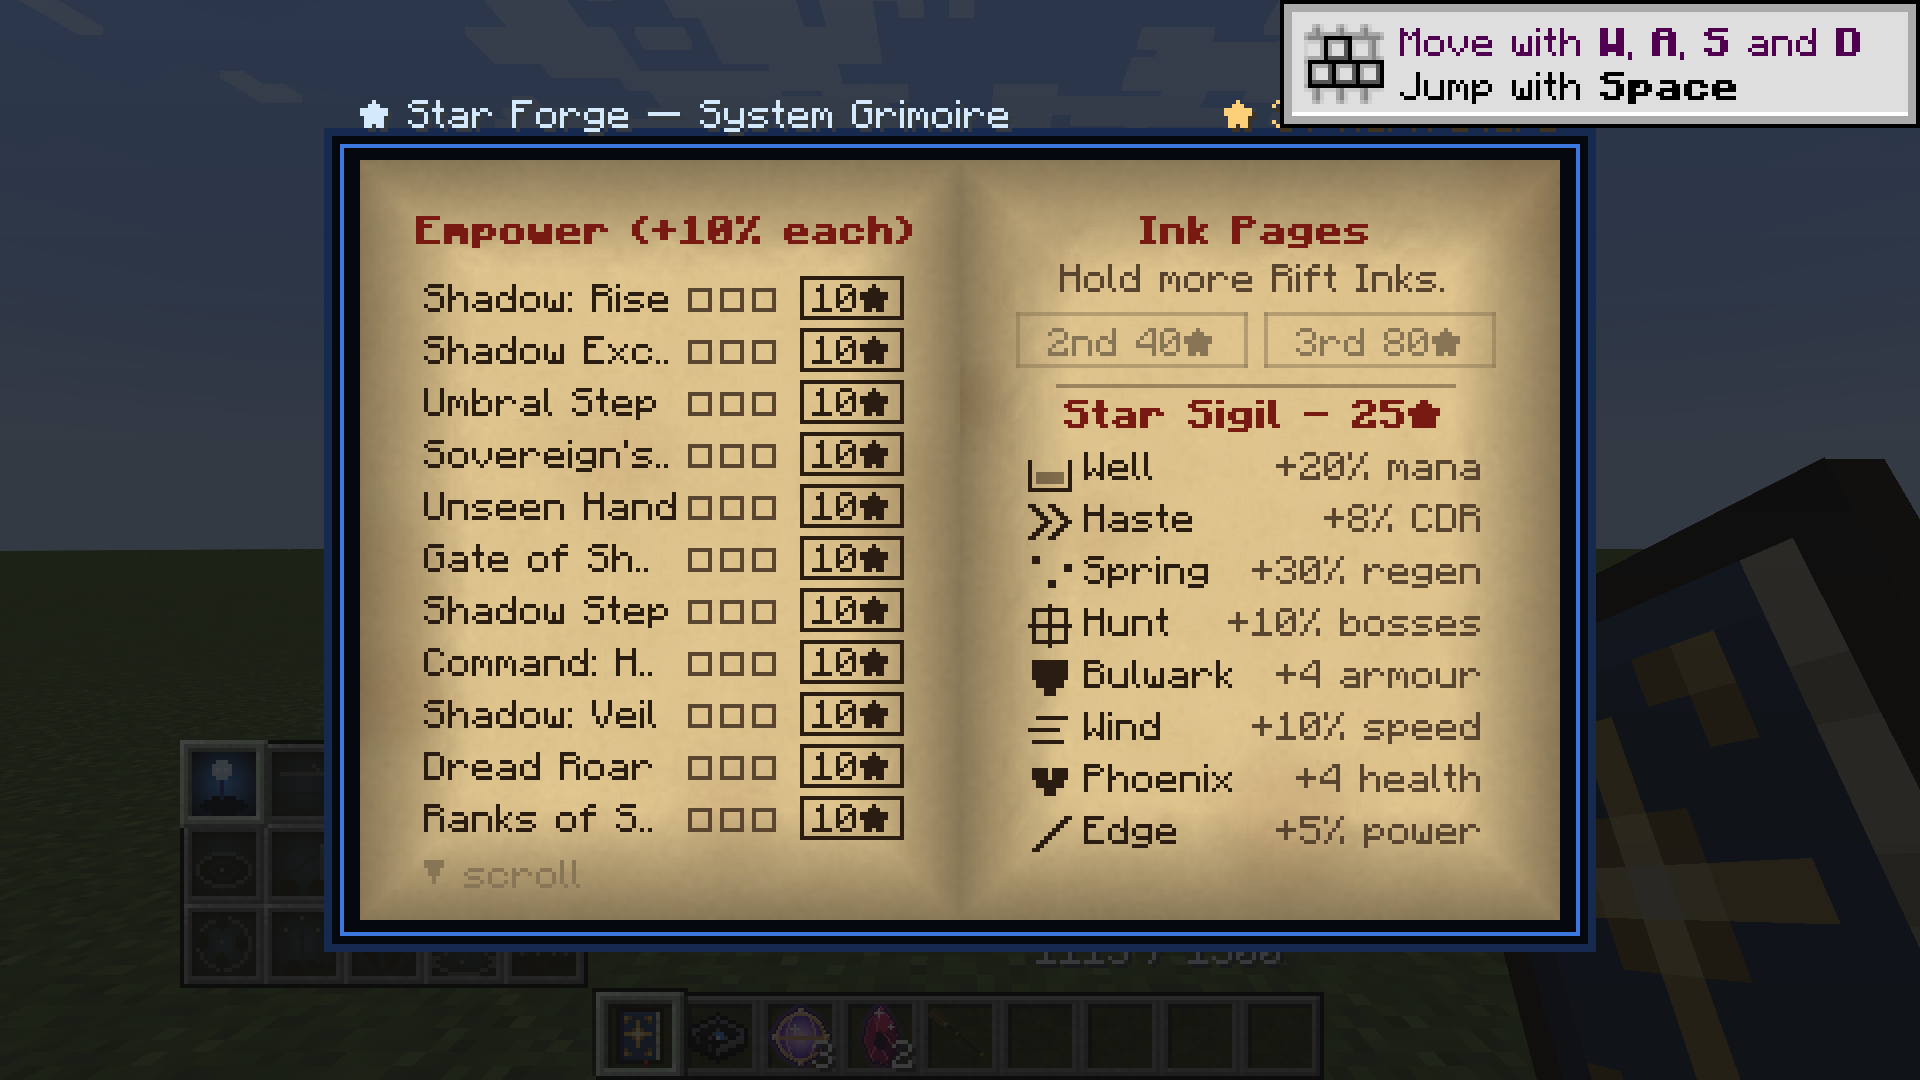 Move with W, A, S and D
Jump with Space
Star Forge — System Grimoire
Empower (+10% each)
Shadow: Rise 10
Shadow Exc.. 10
Umbral Step 10
Sovereign's.. 10
Unseen Hand 10
Gate of Sh.. 10
Shadow Step 10
Command: H.. 10
Shadow: Veil 10
Dread Roar 10
Ranks of S.. 10
▼ scroll
Ink Pages
Hold more Rift Inks.
2nd 40★ 3rd 80★
Star Sigil — 25★
Well +20% mana
Haste +8% CDR
Spring +30% regen
Hunt +10% bosses
Bulwark +4 armour
Wind +10% speed
Phoenix +4 health
Edge +5% power
3
2